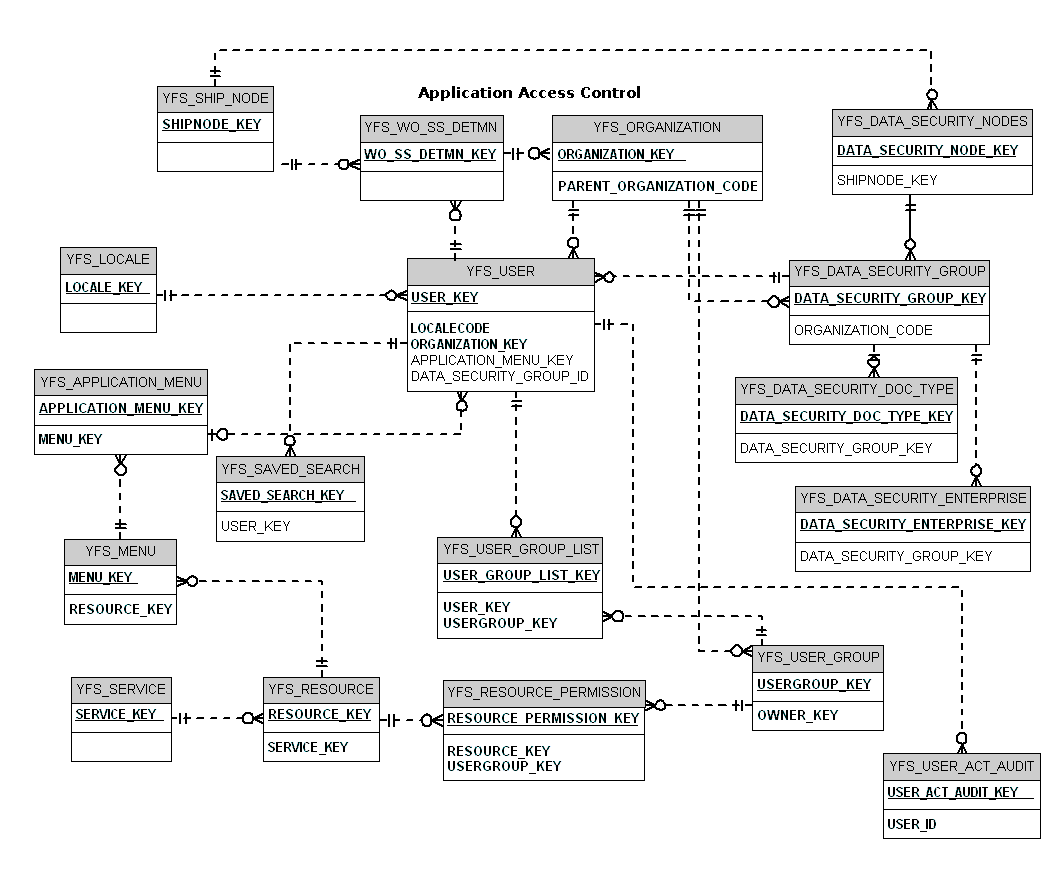 Application Access Control
YFS_SHIP_NODE
SHIPNODE_KEY
YFS_WO_SS_DETMN
WO_SS_DETMN_KEY
YFS_ORGANIZATION
ORGANIZATION_KEY
PARENT_ORGANIZATION_CODE
YFS_DATA_SECURITY_NODES
DATA_SECURITY_NODE_KEY
SHIPNODE_KEY
YFS_LOCALE
LOCALE_KEY
YFS_USER
USER_KEY
LOCALECODE
ORGANIZATION_KEY
APPLICATION_MENU_KEY
DATA_SECURITY_GROUP_ID
YFS_DATA_SECURITY_GROUP
DATA_SECURITY_GROUP_KEY
ORGANIZATION_CODE
YFS_APPLICATION_MENU
APPLICATION_MENU_KEY
MENU_KEY
YFS_DATA_SECURITY_DOC_TYPE
DATA_SECURITY_DOC_TYPE_KEY
DATA_SECURITY_GROUP_KEY
YFS_SAVED_SEARCH
SAVED_SEARCH_KEY
USER_KEY
YFS_DATA_SECURITY_ENTERPRISE
DATA_SECURITY_ENTERPRISE_KEY
DATA_SECURITY_GROUP_KEY
YFS_MENU
MENU_KEY
RESOURCE_KEY
YFS_USER_GROUP_LIST
USER_GROUP_LIST_KEY
USER_KEY
USERGROUP_KEY
YFS_USER_GROUP
USERGROUP_KEY
OWNER_KEY
YFS_SERVICE
SERVICE_KEY
YFS_RESOURCE
RESOURCE_KEY
SERVICE_KEY
YFS_RESOURCE_PERMISSION
RESOURCE_PERMISSION_KEY
RESOURCE_KEY
USERGROUP_KEY
YFS_USER_ACT_AUDIT
USER_ACT_AUDIT_KEY
USER_ID